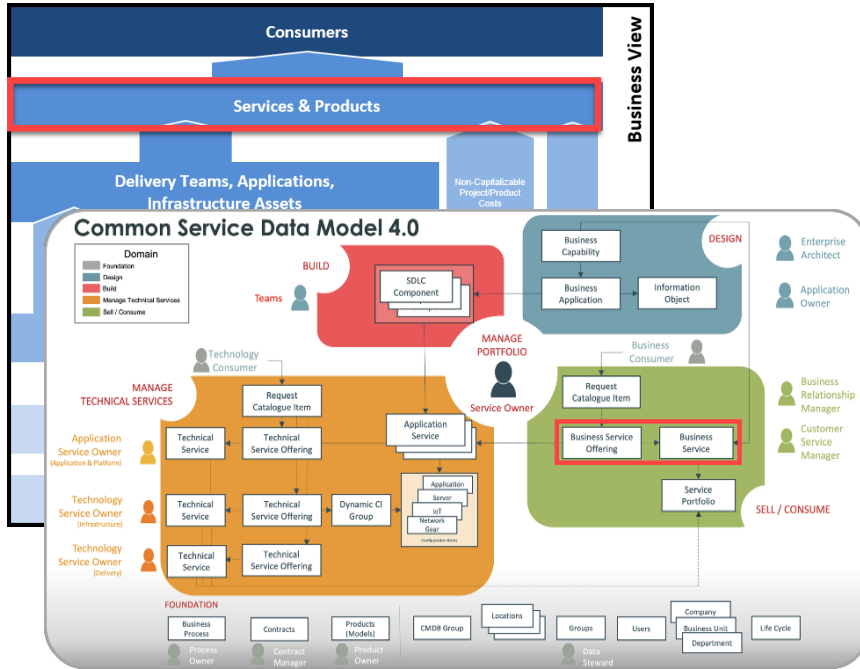 Consumers
Business View
Services & Products
Delivery Teams, Applications,
Infrastructure Assets
Non-Capitalizable
Project/Product
Costs
Common Service Data Model 4.0
Domain
Foundation
Design
Build
Manage Technical Services
Sell / Consume
BUILD
Teams
SDLC
Component
DESIGN
Business
Capability
Business
Application
Information
Object
Enterprise
Architect
Application
Owner
MANAGE
PORTFOLIO
Service Owner
Technology
Consumer
MANAGE
TECHNICAL SERVICES
Request
Catalogue Item
Application
Service Owner
(Application & Platform)
Technical
Service
Technical
Service Offering
Application
Service
Technology
Service Owner
(Infrastructure)
Technical
Service
Technical
Service Offering
Dynamic CI
Group
Application
Server
IoT
Network
Gear
Configuration Items
Technology
Service Owner
(Delivery)
Technical
Service
Technical
Service Offering
Business
Consumer
Request
Catalogue Item
Business Service
Offering
Business
Service
Service
Portfolio
SELL / CONSUME
Business
Relationship
Manager
Customer
Service
Manager
FOUNDATION
Business
Process
Contracts
Products
(Models)
CMDB Group
Locations
Groups
Users
Company
Business Unit
Department
Life Cycle
Process
Owner
Contract
Manager
Product
Owner
Data
Steward